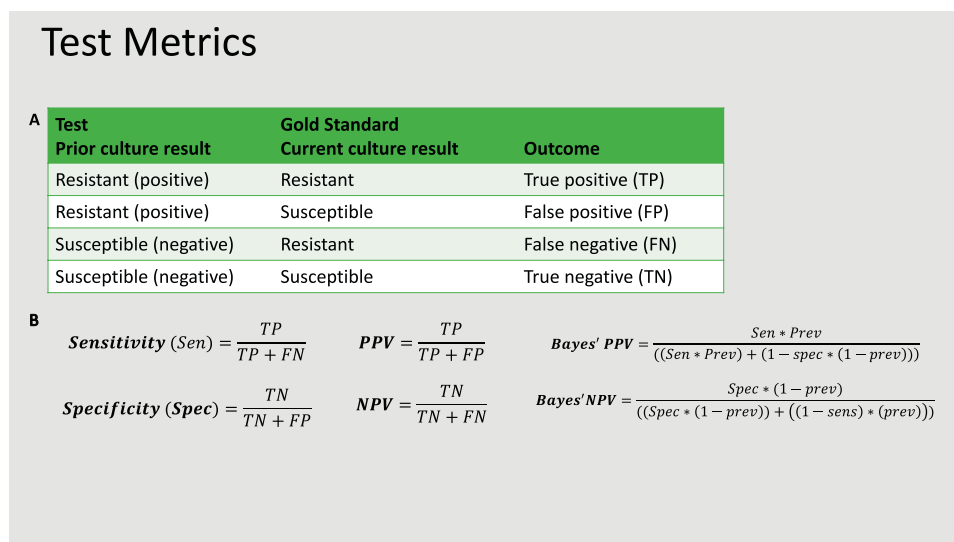 Test Metrics
A
Test Gold Standard
Prior culture result Current culture result Outcome
Resistant (positive) Resistant True positive (TP)
Resistant (positive) Susceptible False positive (FP)
Susceptible (negative) Resistant False negative (FN)
Susceptible (negative) Susceptible True negative (TN)
B
Sensitivity (Sen) = TP / TP + FN
PPV = TP / TP + FP
Bayes' PPV = Sen * Prev / ((Sen * Prev) + (1 − spec * (1 − prev)))
Specificity (Spec) = TN / TN + FP
NPV = TN / TN + FN
Bayes'NPV = Spec * (1 − prev) / ((Spec * (1 − prev)) + ((1 − sens) * (prev)))